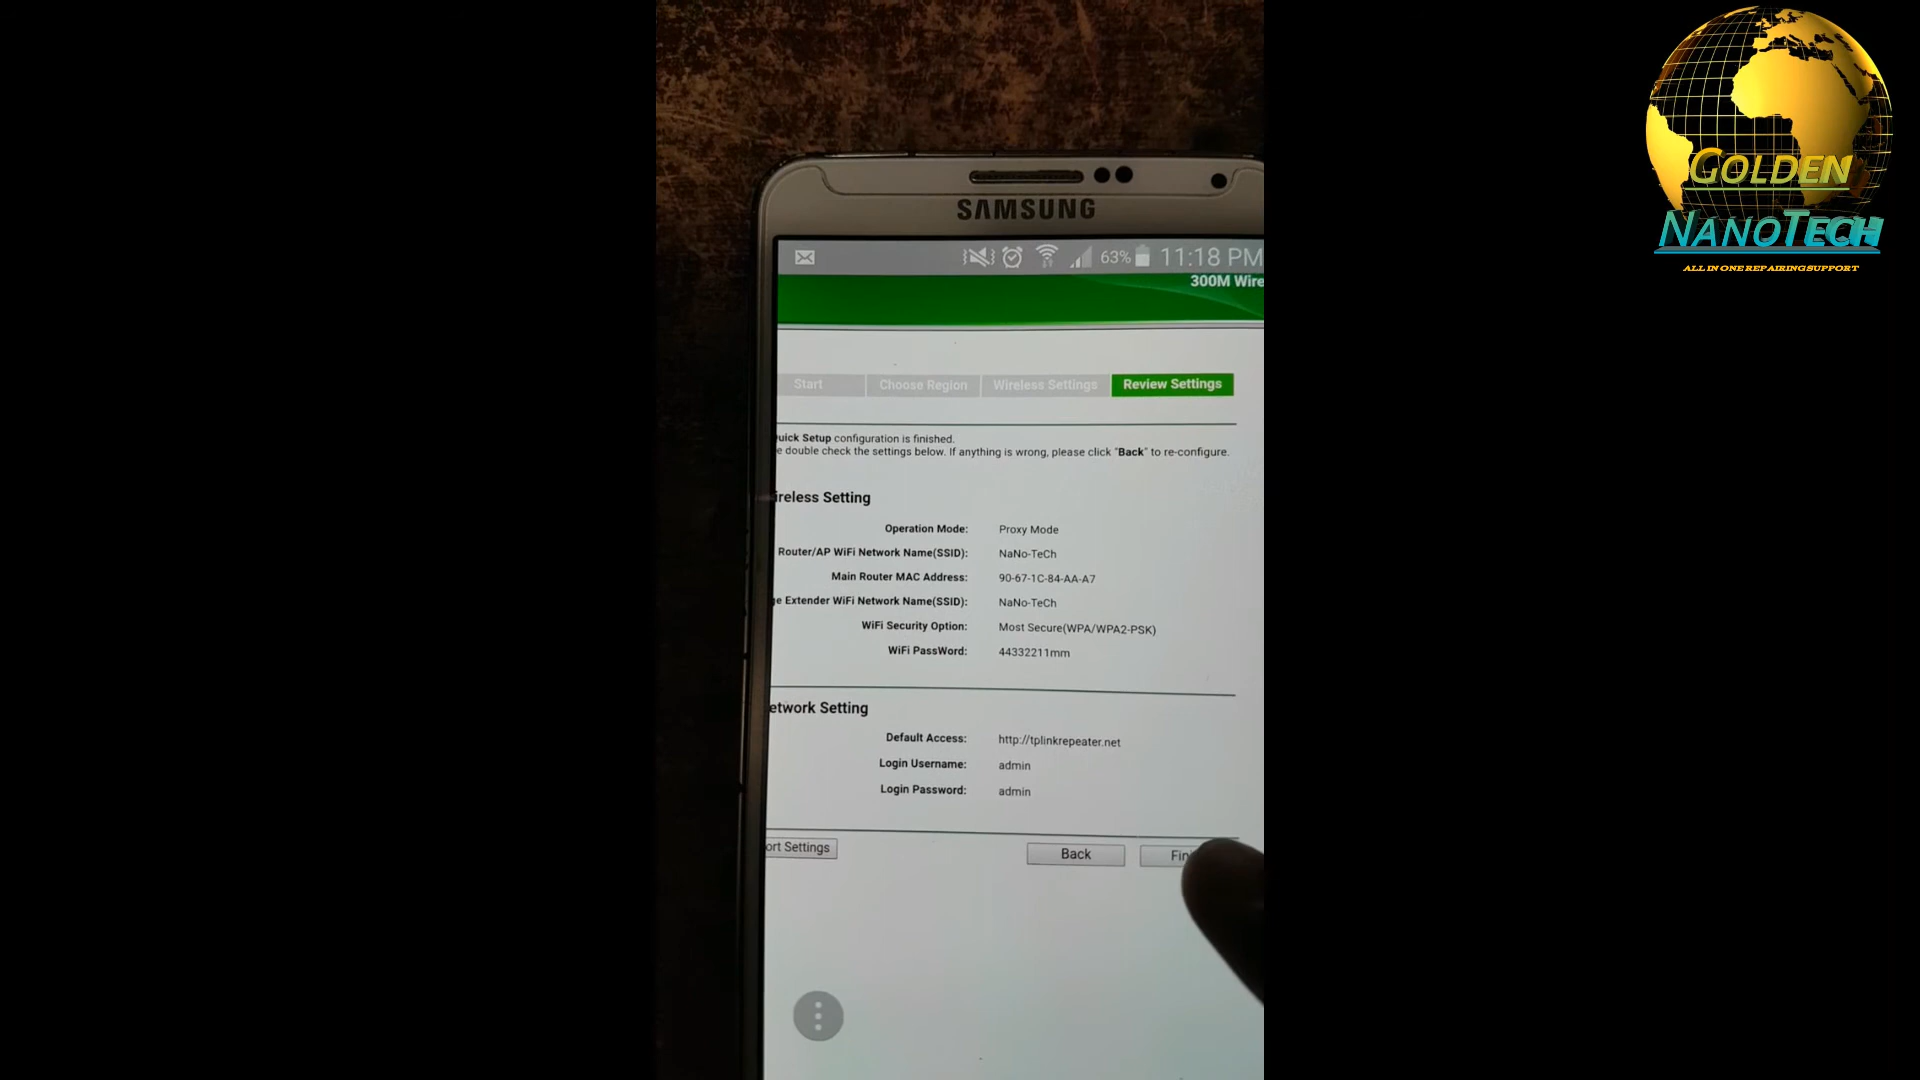 GOLDEN
NANOTECH
ALL IN ONE REPAIRING SUPPORT
SAMSUNG
63% 11:18 PM
300M Wire
Start Choose Region Wireless Settings Review Settings
uick Setup configuration is finished.
e double check the settings below. If anything is wrong, please click "Back" to re-configure.
ireless Setting
Operation Mode: Proxy Mode
Router/AP WiFi Network Name(SSID): NaNo-TeCh
Main Router MAC Address: 90-67-1C-84-AA-A7
ge Extender WiFi Network Name(SSID): NaNo-TeCh
WiFi Security Option: Most Secure(WPA/WPA2-PSK)
WiFi PassWord: 44332211mm
etwork Setting
Default Access: http://tplinkrepeater.net
Login Username: admin
Login Password: admin
ort Settings Back Fini